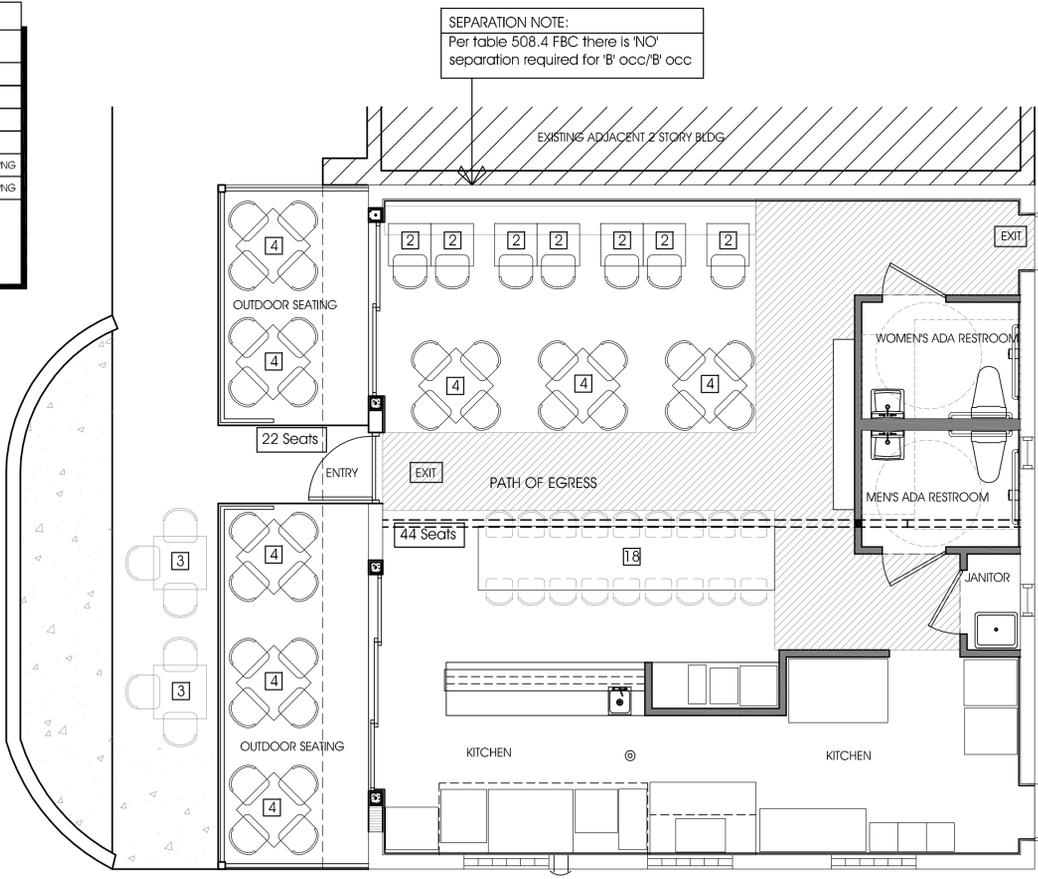 SEPARATION NOTE:
Per table 508.4 FBC there is 'NO'
separation required for 'B' occ/'B' occ
EXISTING ADJACENT 2 STORY BLDG
NG
NG
4
2 2 2 2 2 2 2
EXIT
OUTDOOR SEATING
WOMEN'S ADA RESTROOM
4
4 4 4
22 Seats
ENTRY
EXIT
PATH OF EGRESS
MEN'S ADA RESTROOM
44 Seats
3
4
18
JANITOR
3
4
OUTDOOR SEATING
KITCHEN
KITCHEN
4